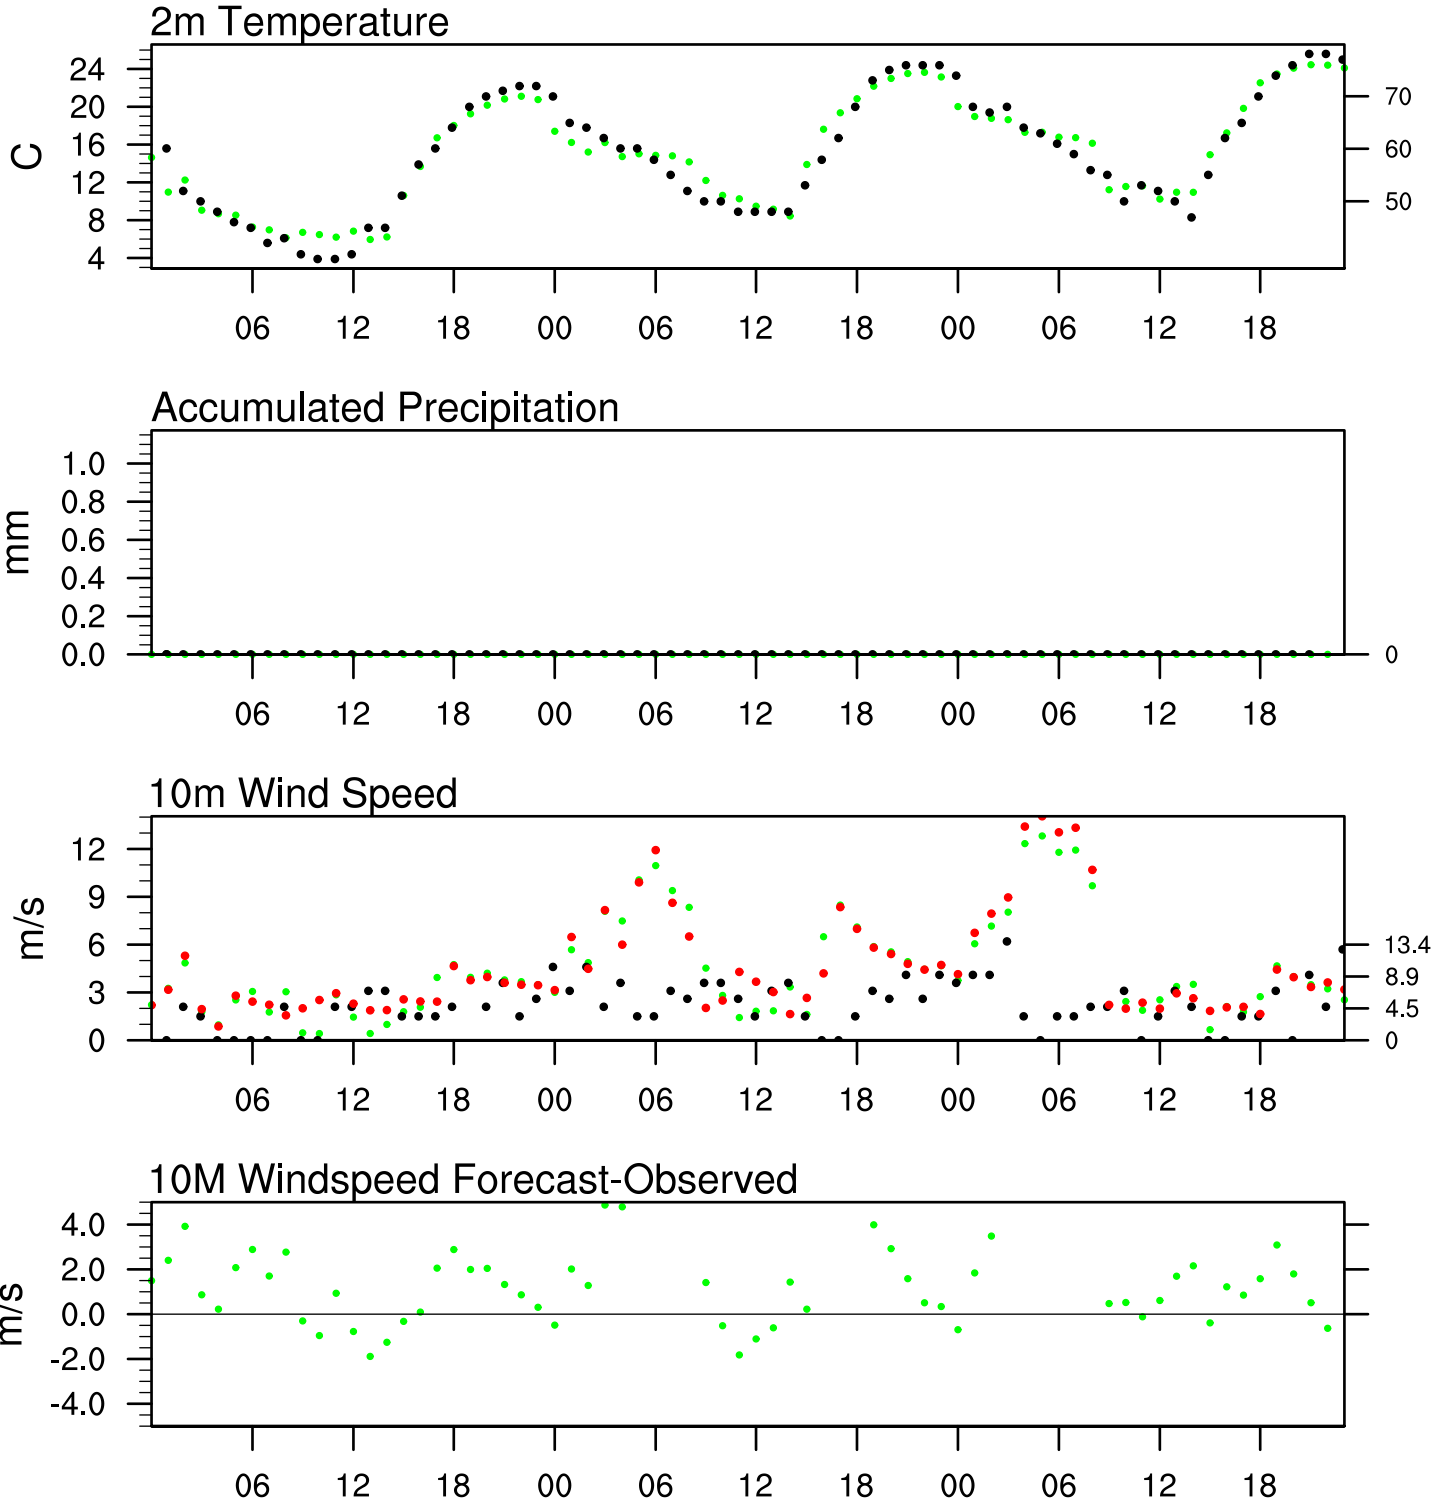 2m Temperature
24
20
16
12
8
4
C
70
60
50
06 12 18 00 06 12 18 00 06 12 18
Accumulated Precipitation
1.0
0.8
0.6
0.4
0.2
0.0
mm
0
06 12 18 00 06 12 18 00 06 12 18
10m Wind Speed
12
9
6
3
0
m/s
13.4
8.9
4.5
0
06 12 18 00 06 12 18 00 06 12 18
10M Windspeed Forecast-Observed
4.0
2.0
0.0
-2.0
-4.0
m/s
06 12 18 00 06 12 18 00 06 12 18